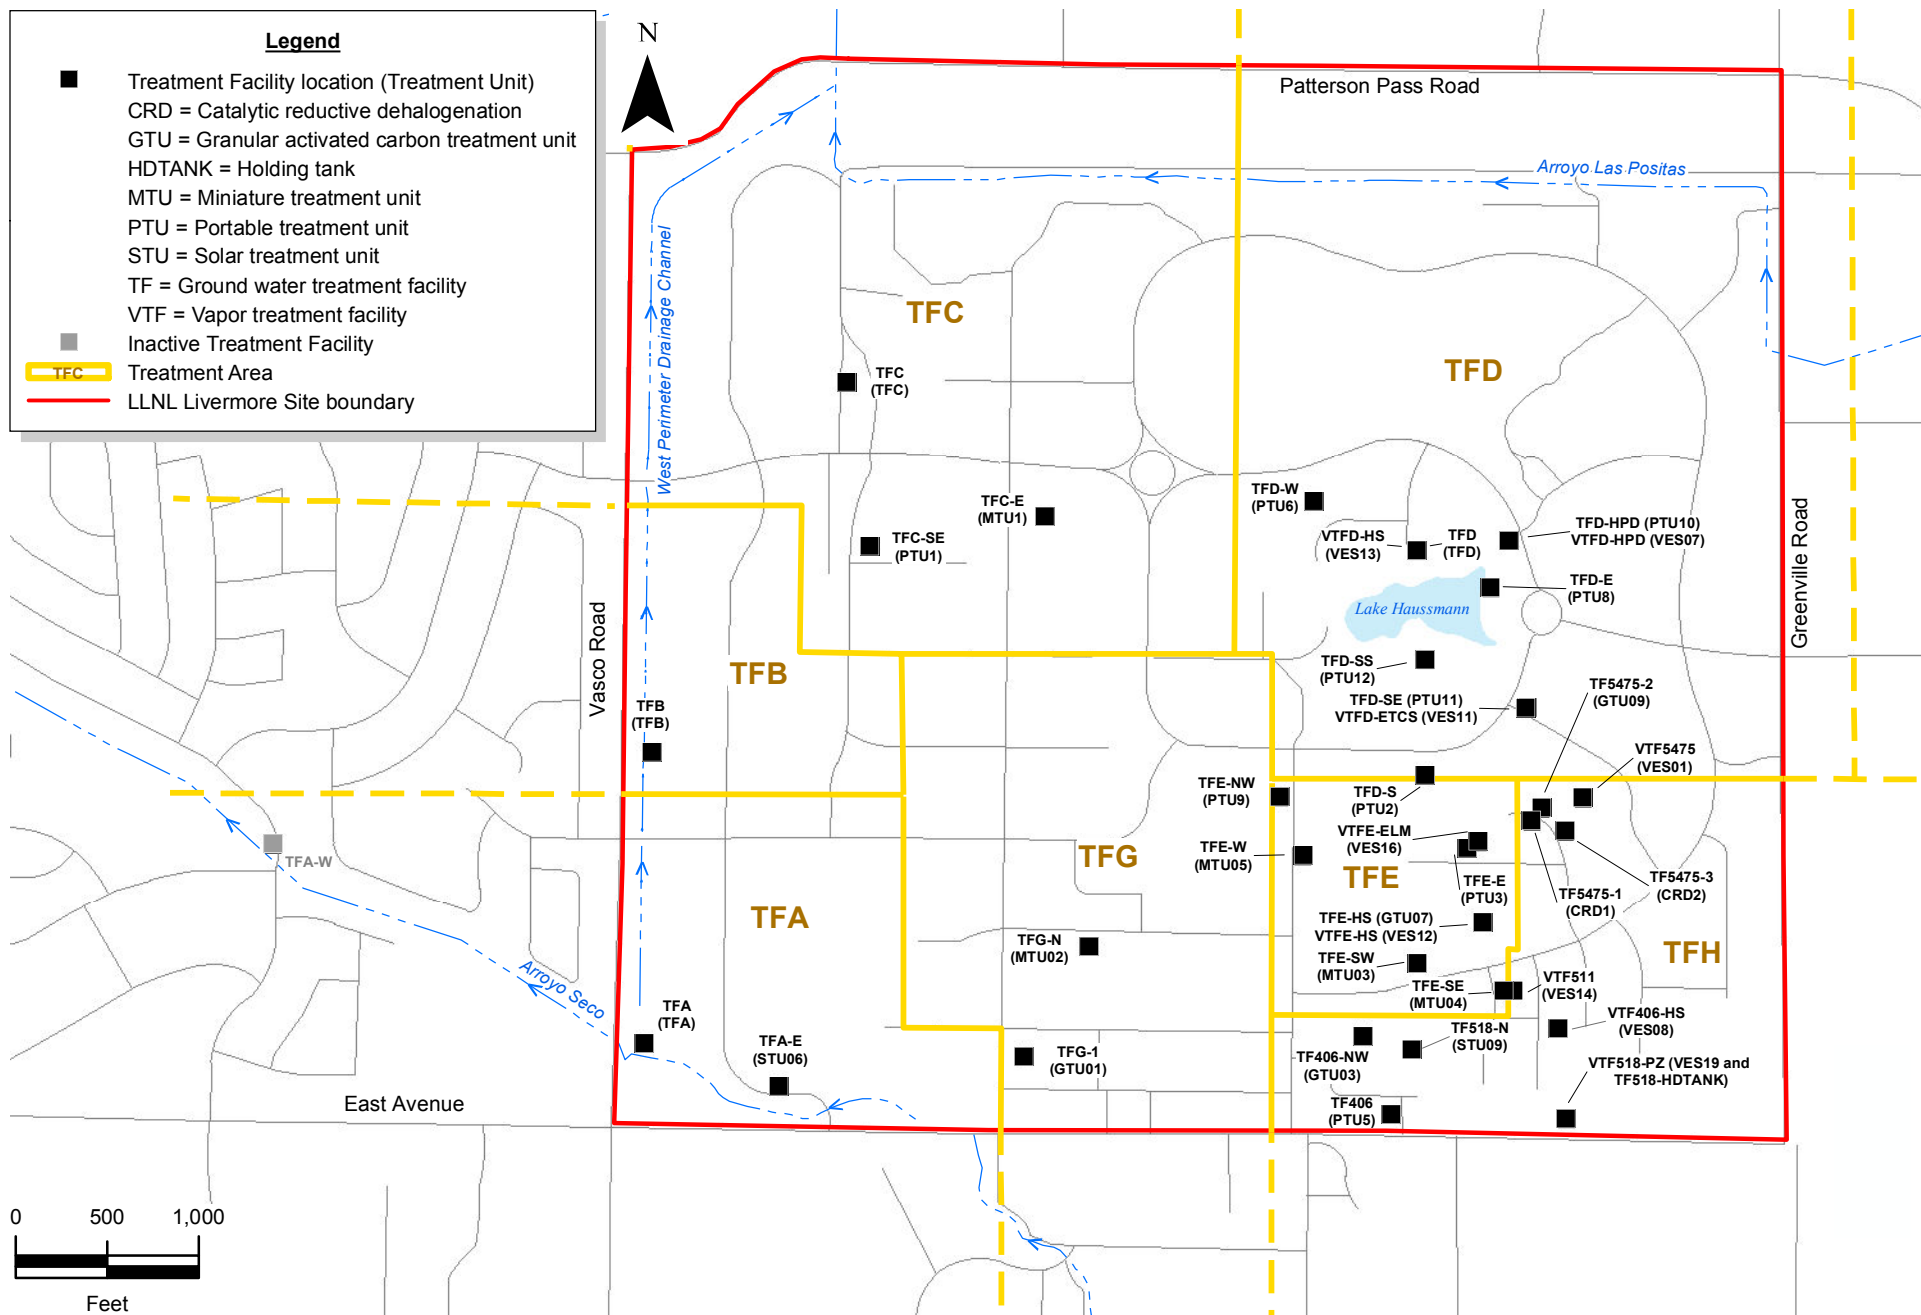 Legend
Treatment Facility location (Treatment Unit)
CRD = Catalytic reductive dehalogenation
GTU = Granular activated carbon treatment unit
HDTANK = Holding tank
MTU = Miniature treatment unit
PTU = Portable treatment unit
STU = Solar treatment unit
TF = Ground water treatment facility
VTF = Vapor treatment facility
Inactive Treatment Facility
TFC
Treatment Area
LLNL Livermore Site boundary
N
Patterson Pass Road
Arroyo Las Positas
West Perimeter Drainage Channel
TFC
TFC
(TFC)
TFD
TFC-E
(MTU1)
TFC-SE
(PTU1)
TFD-W
(PTU6)
VTFD-HS
(VES13)
TFD
(TFD)
TFD-HPD (PTU10)
VTFD-HPD (VES07)
TFD-E
(PTU8)
Lake Haussmann
Greenville Road
Vasco Road
TFB
TFB
(TFB)
TFD-SS
(PTU12)
TFD-SE (PTU11)
VTFD-ETCS (VES11)
TF5475-2
(GTU09)
VTF5475
(VES01)
TFE-NW
(PTU9)
TFD-S
(PTU2)
VTFE-ELM
(VES16)
TFE-W
(MTU05)
TFG
TFE
TFE-E
(PTU3)
TF5475-1
(CRD1)
TF5475-3
(CRD2)
TFA-W
TFA
TFE-HS (GTU07)
VTFE-HS (VES12)
TFG-N
(MTU02)
TFE-SW
(MTU03)
TFH
TFE-SE
(MTU04)
VTF511
(VES14)
Arroyo Seco
TFA
(TFA)
TFA-E
(STU06)
TFG-1
(GTU01)
TF406-NW
(GTU03)
TF518-N
(STU09)
VTF406-HS
(VES08)
VTF518-PZ (VES19 and
TF518-HDTANK)
TF406
(PTU5)
East Avenue
0 500 1,000
Feet